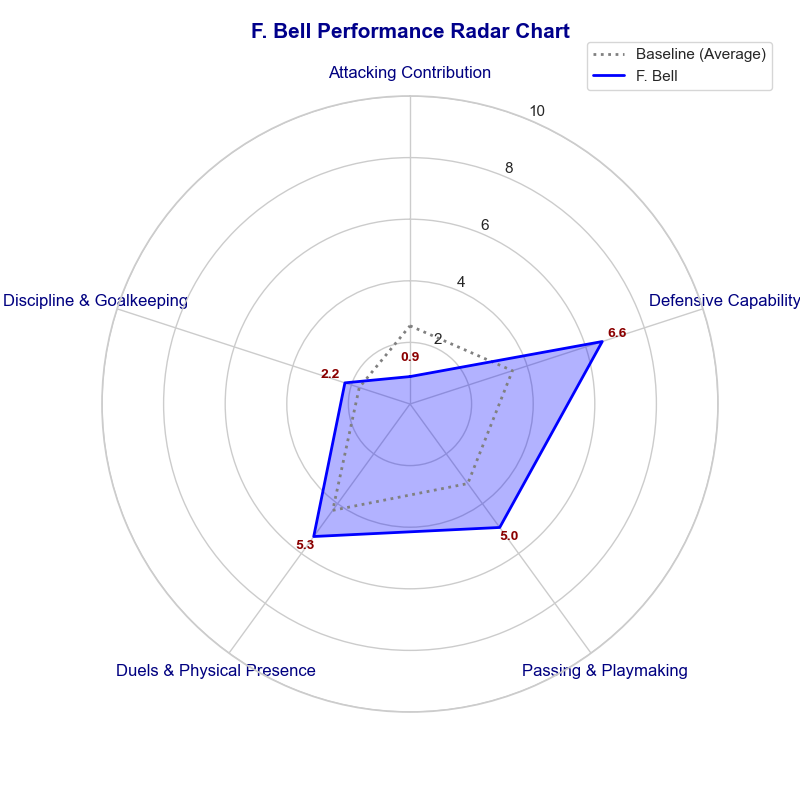 F. Bell Performance Radar Chart
Baseline (Average)
F. Bell
Attacking Contribution
10
8
6
4
2
Discipline & Goalkeeping
Defensive Capability
6.6
0.9
2.2
5.3
5.0
Duels & Physical Presence
Passing & Playmaking